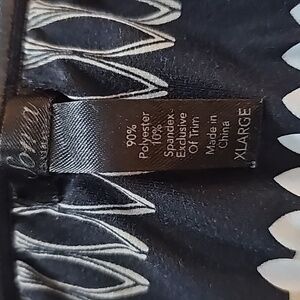 90%
Polyester
10%
Spandex
Exclusive
Of Trim
Made in
China
XLARGE